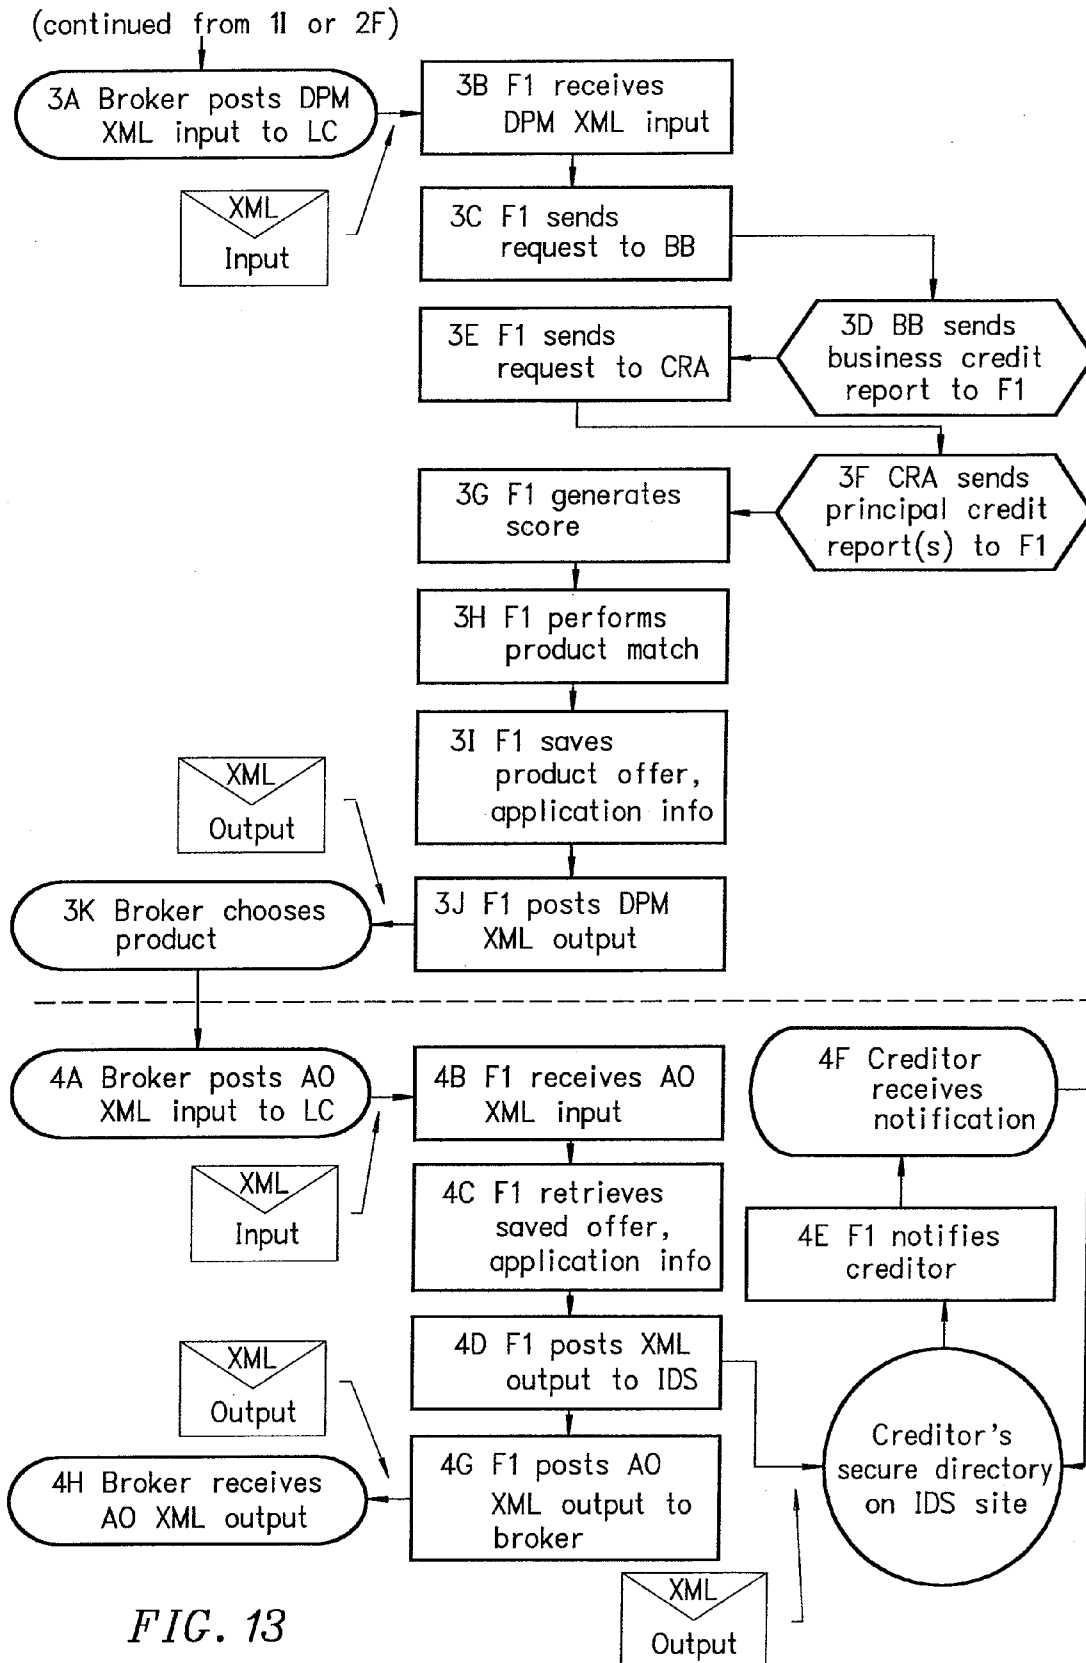 (continued from 1I or 2F)
3A Broker posts DPM
XML input to LC
3B F1 receives
DPM XML input
XML
Input
3C F1 sends
request to BB
3D BB sends
business credit
report to F1
3E F1 sends
request to CRA
3F CRA sends
principal credit
report(s) to F1
3G F1 generates
score
3H F1 performs
product match
3I F1 saves
product offer,
application info
XML
Output
3J F1 posts DPM
XML output
3K Broker chooses
product
4A Broker posts AO
XML input to LC
4B F1 receives AO
XML input
4F Creditor
receives
notification
XML
Input
4C F1 retrieves
saved offer,
application info
4E F1 notifies
creditor
4D F1 posts XML
output to IDS
XML
Output
Creditor's
secure directory
on IDS site
4G F1 posts AO
XML output to
broker
4H Broker receives
AO XML output
XML
Output
FIG. 13